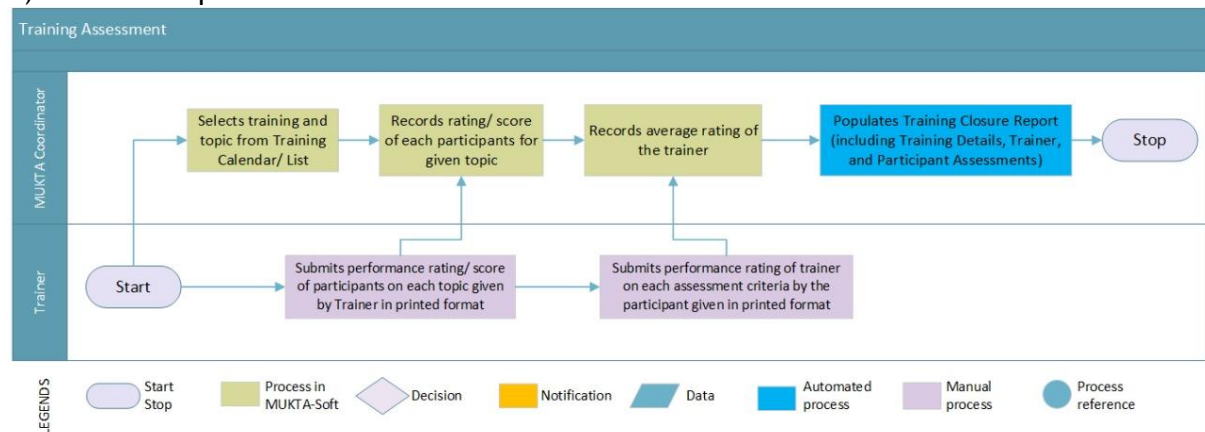 Training Assessment
MUKTA Coordinator
Selects training and
topic from Training
Calendar/ List
Records rating/ score
of each participants for
given topic
Records average rating of
the trainer
Populates Training Closure Report
(including Training Details, Trainer,
and Participant Assessments)
Stop
Trainer
Start
Submits performance rating/ score
of participants on each topic given
by Trainer in printed format
Submits performance rating of trainer
on each assessment criteria by the
participant given in printed format
LEGENDS
Start
Stop
Process in
MUKTA-Soft
Decision
Notification
Data
Automated
process
Manual
process
Process
reference